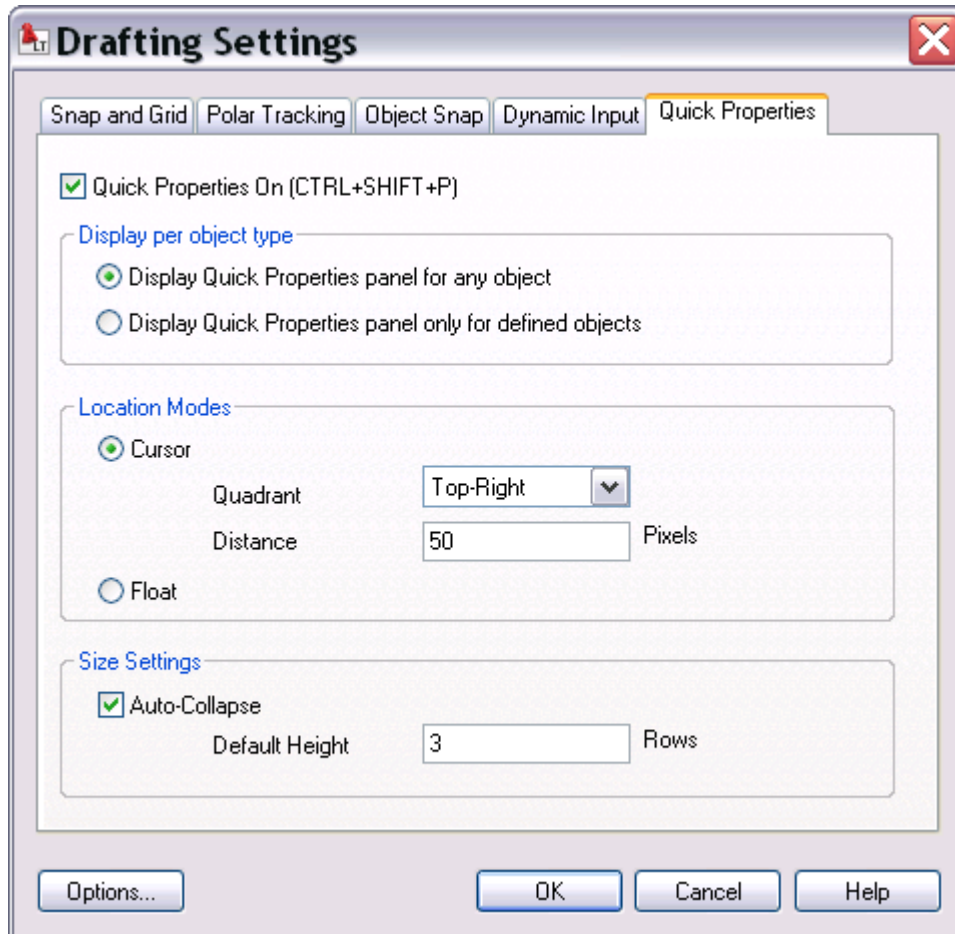 LT Drafting Settings
Snap and Grid Polar Tracking Object Snap Dynamic Input Quick Properties
Quick Properties On (CTRL+SHIFT+P)
Display per object type
Display Quick Properties panel for any object
Display Quick Properties panel only for defined objects
Location Modes
Cursor
Quadrant Top-Right
Distance 50 Pixels
Float
Size Settings
Auto-Collapse
Default Height 3 Rows
Options... OK Cancel Help